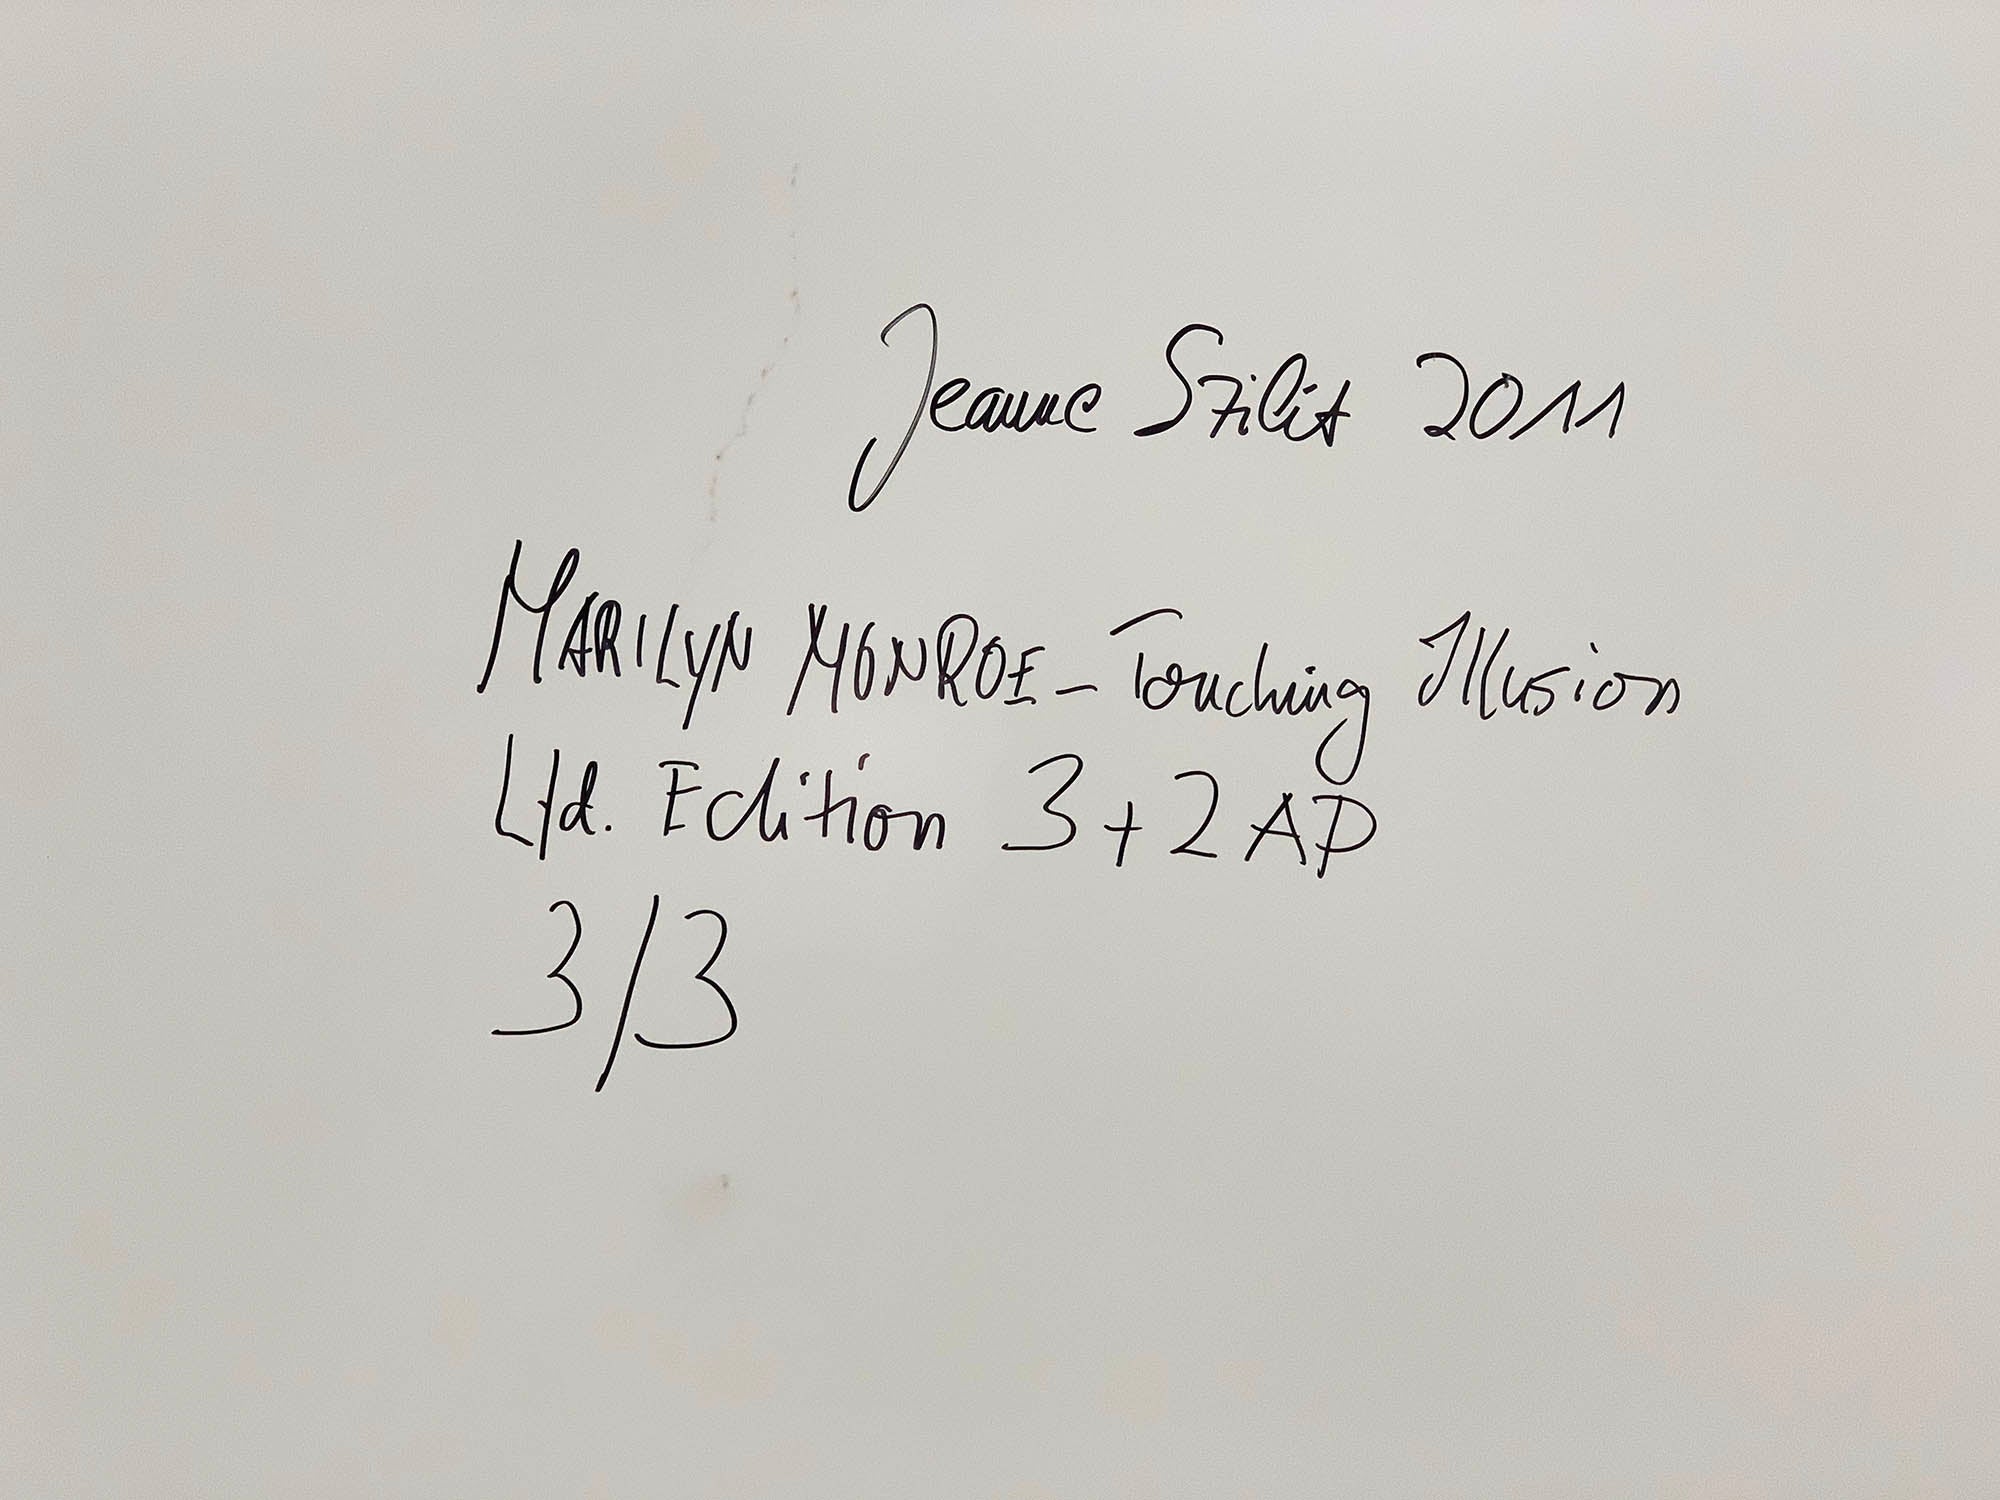 Jeanne Szilit 2011
MARILYN MONROE – Touching Illusion
Ltd. Edition 3 + 2 AP
3/3